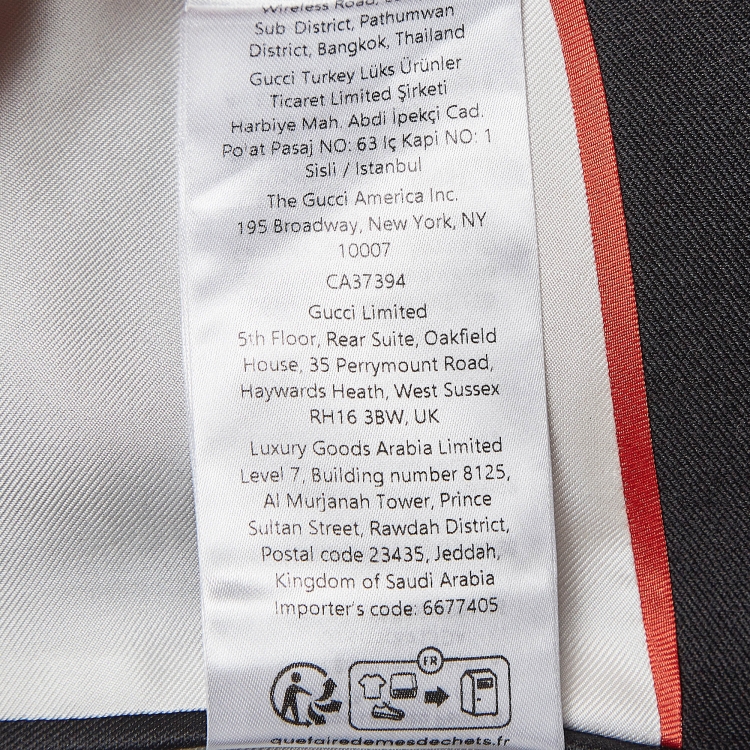 Wireless Road,
Sub District, Pathumwan
District, Bangkok, Thailand
Gucci Turkey Lüks Ürünler
Ticaret Limited Şirketi
Harbiye Mah. Abdi İpekçi Cad.
Polat Pasaj NO: 63 Iç Kapi NO: 1
Sisli / Istanbul
The Gucci America Inc.
195 Broadway, New York, NY
10007
CA37394
Gucci Limited
5th Floor, Rear Suite, Oakfield
House, 35 Perrymount Road,
Haywards Heath, West Sussex
RH16 3BW, UK
Luxury Goods Arabia Limited
Level 7, Building number 8125,
Al Murjanah Tower, Prince
Sultan Street, Rawdah District,
Postal code 23435, Jeddah,
Kingdom of Saudi Arabia
Importer's code: 6677405
FR
quefairedemesdechets.fr